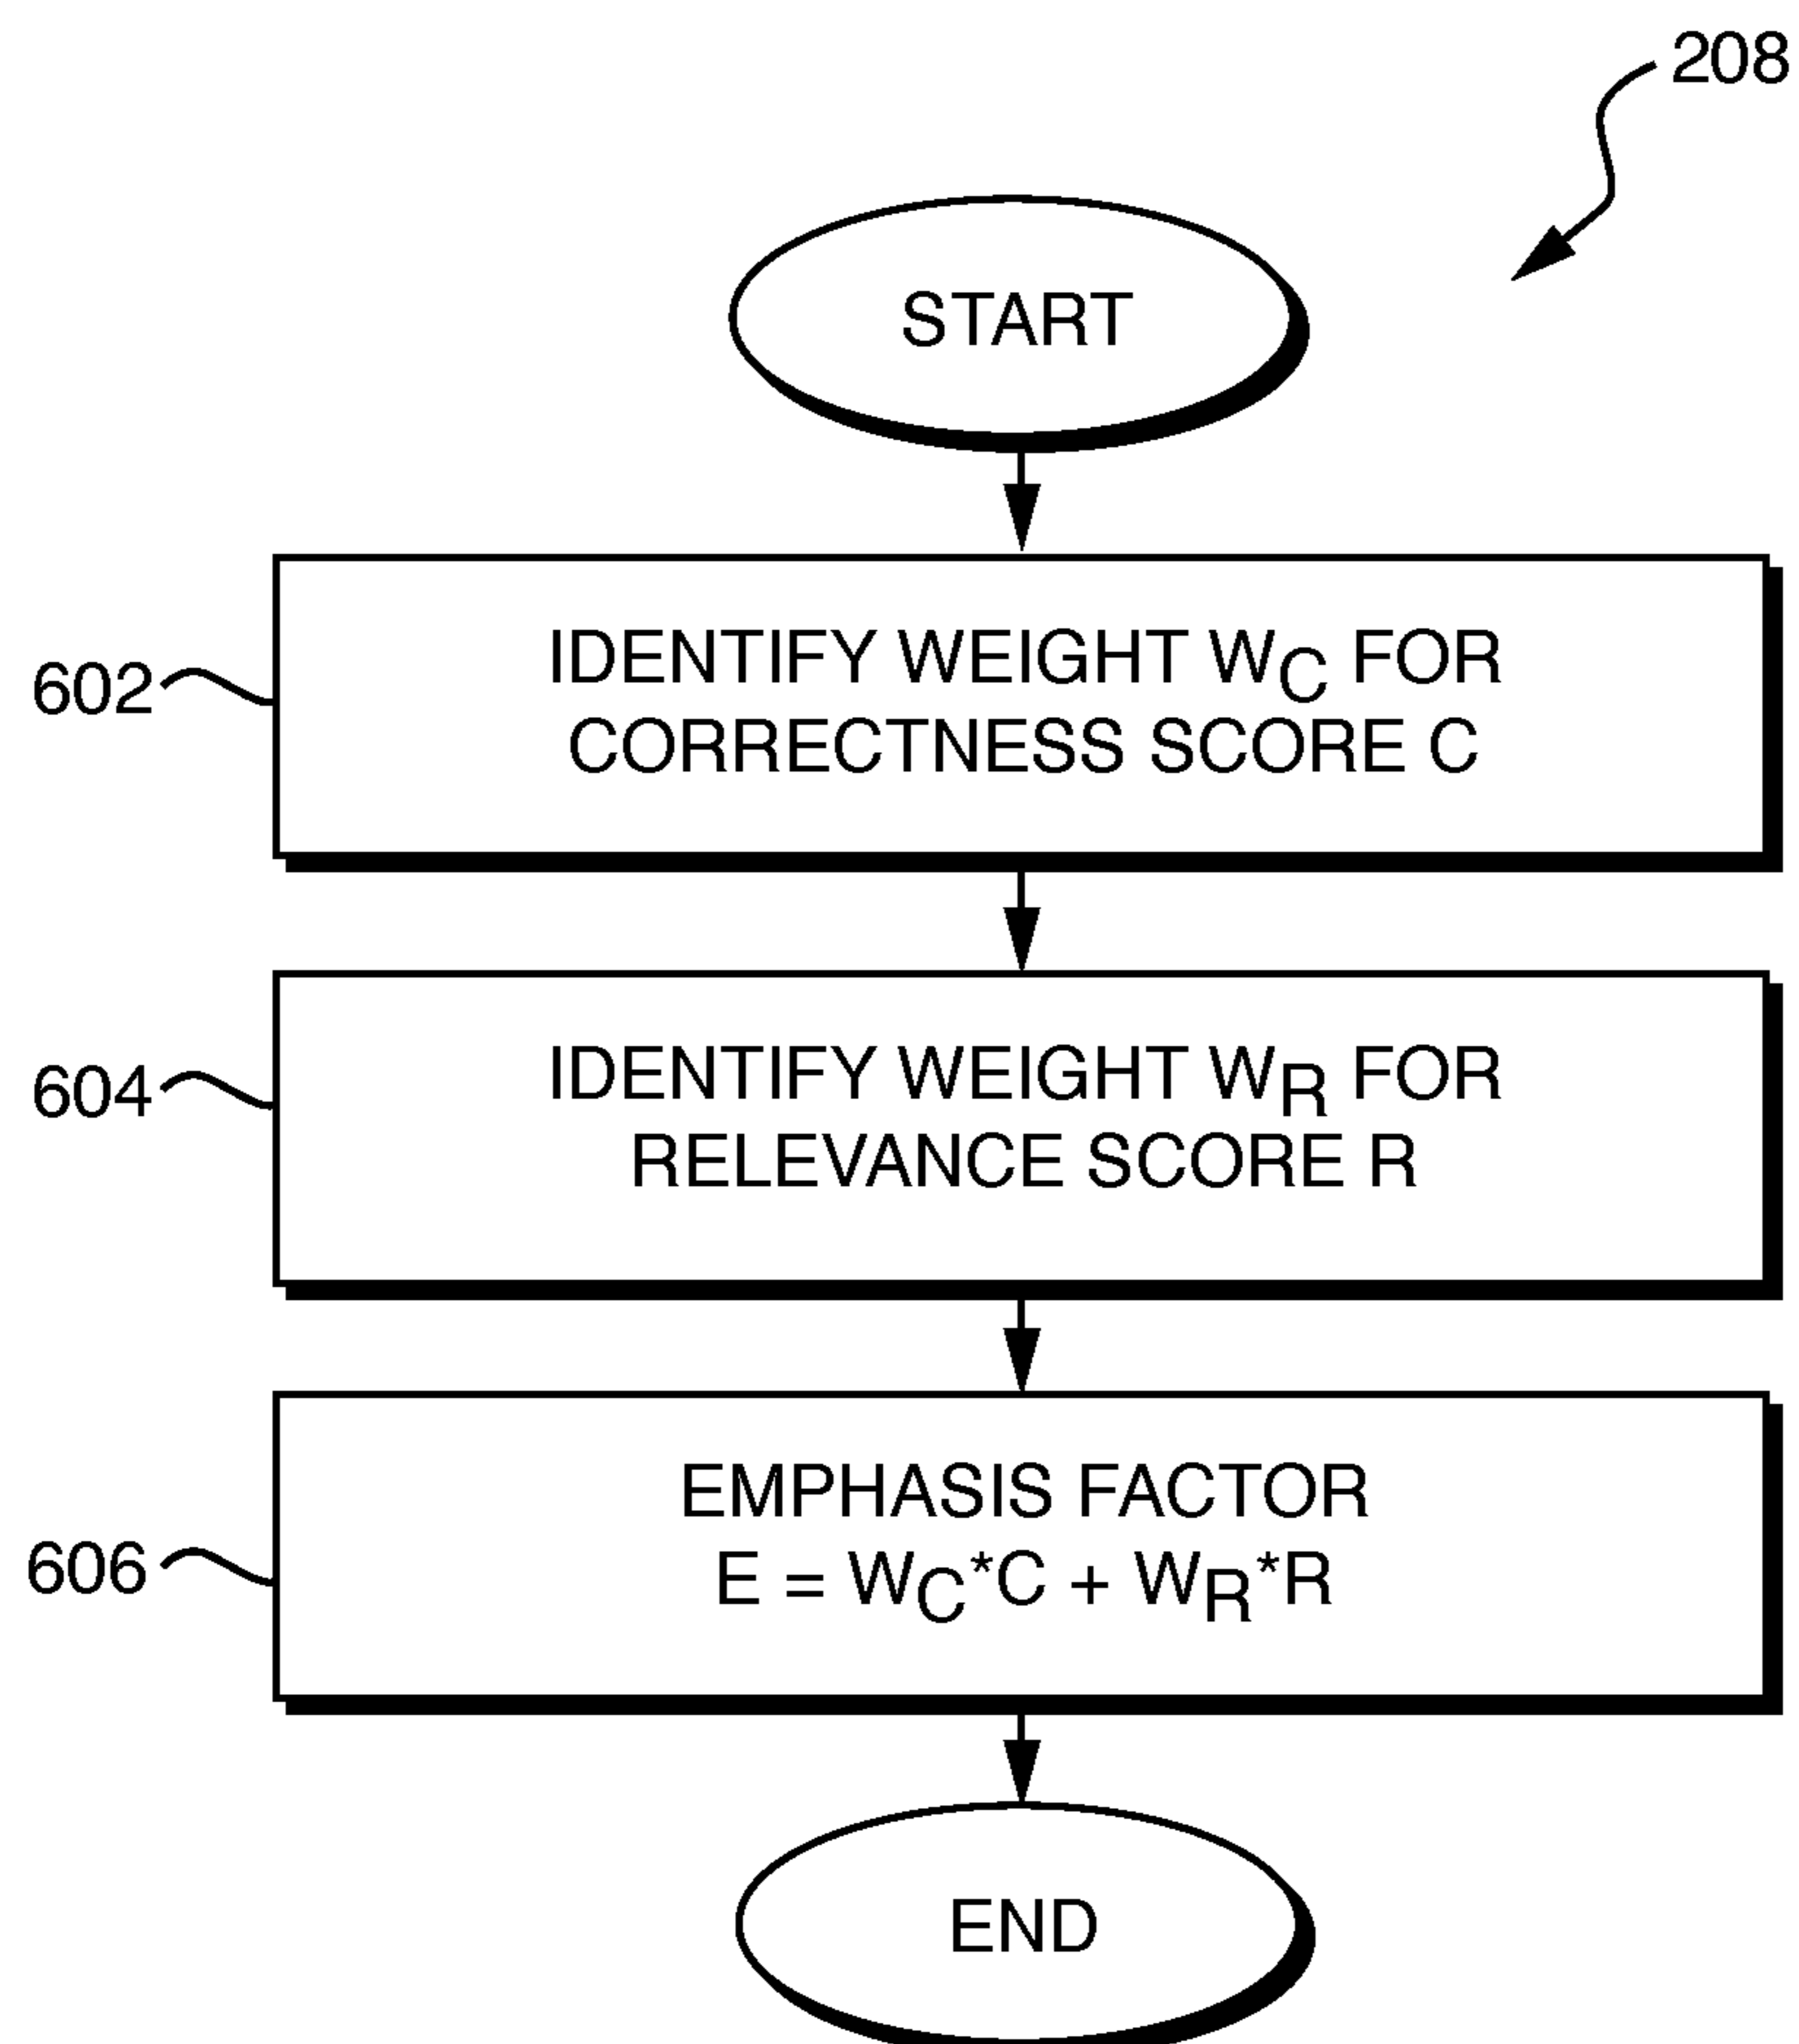 208
START
602
IDENTIFY WEIGHT WC FOR
CORRECTNESS SCORE C
604
IDENTIFY WEIGHT WR FOR
RELEVANCE SCORE R
606
EMPHASIS FACTOR
E = WC*C + WR*R
END